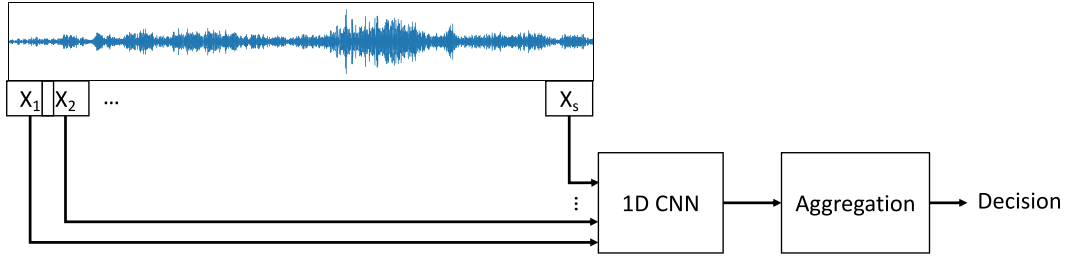 X₁ X₂ ... Xₛ
1D CNN
Aggregation
Decision
⋮